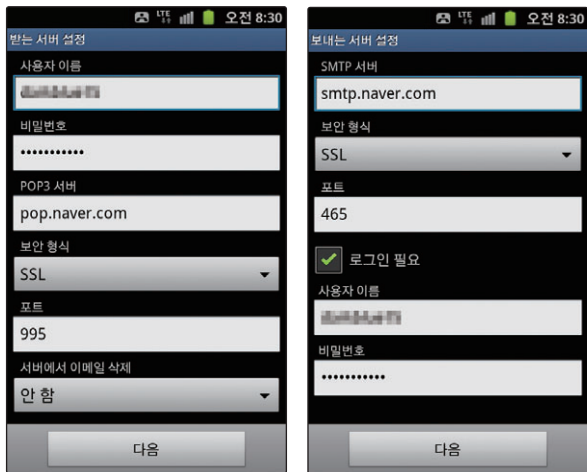 LTE
오전 8:30
받는 서버 설정
사용자 이름
비밀번호
•••••••••••
POP3 서버
pop.naver.com
보안 형식
SSL
포트
995
서버에서 이메일 삭제
안 함
다음
LTE
오전 8:30
보내는 서버 설정
SMTP 서버
smtp.naver.com
보안 형식
SSL
포트
465
로그인 필요
사용자 이름
비밀번호
•••••••••••
다음